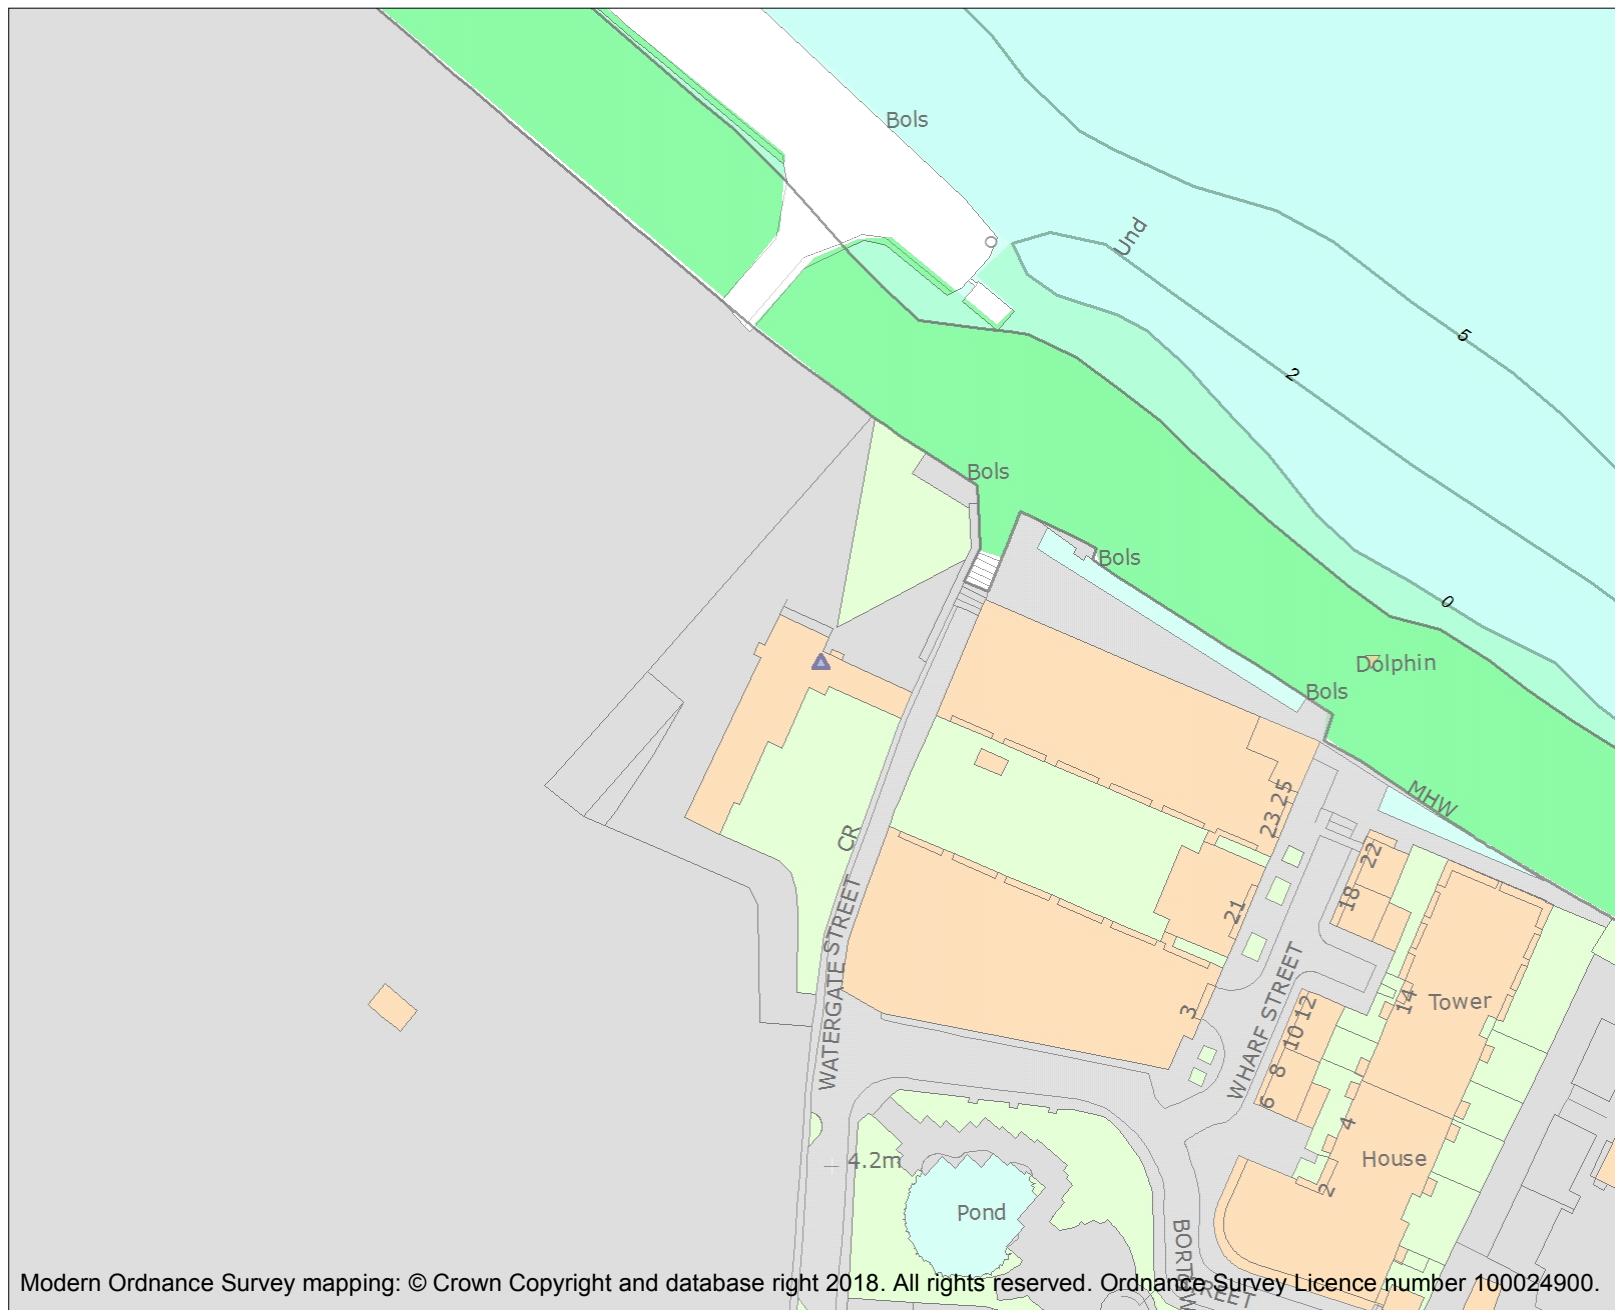 Bols
Und
5
2
Bols
Bols
0
Dolphin
Bols
MHW
23 25
CR
22
18
21
WATERGATE STREET
3
WHARF STREET
14
Tower
12
10
8
6
4
House
2
4.2m
Pond
STREET
Modern Ordnance Survey mapping: © Crown Copyright and database right 2018. All rights reserved. Ordnance Survey Licence number 100024900.